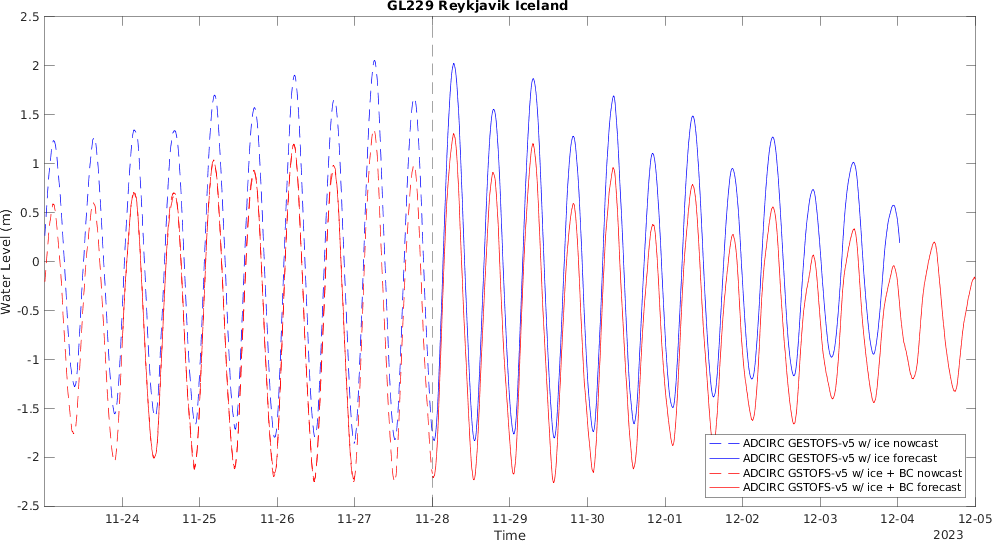 GL229 Reykjavik Iceland
2.5
2
1.5
1
0.5
0
-0.5
-1
-1.5
-2
-2.5
Water Level (m)
ADCIRC GESTOFS-v5 w/ ice nowcast
ADCIRC GESTOFS-v5 w/ ice forecast
ADCIRC GSTOFS-v5 w/ ice + BC nowcast
ADCIRC GSTOFS-v5 w/ ice + BC forecast
11-24 11-25 11-26 11-27 11-28 11-29 11-30 12-01 12-02 12-03 12-04 12-05
Time
2023